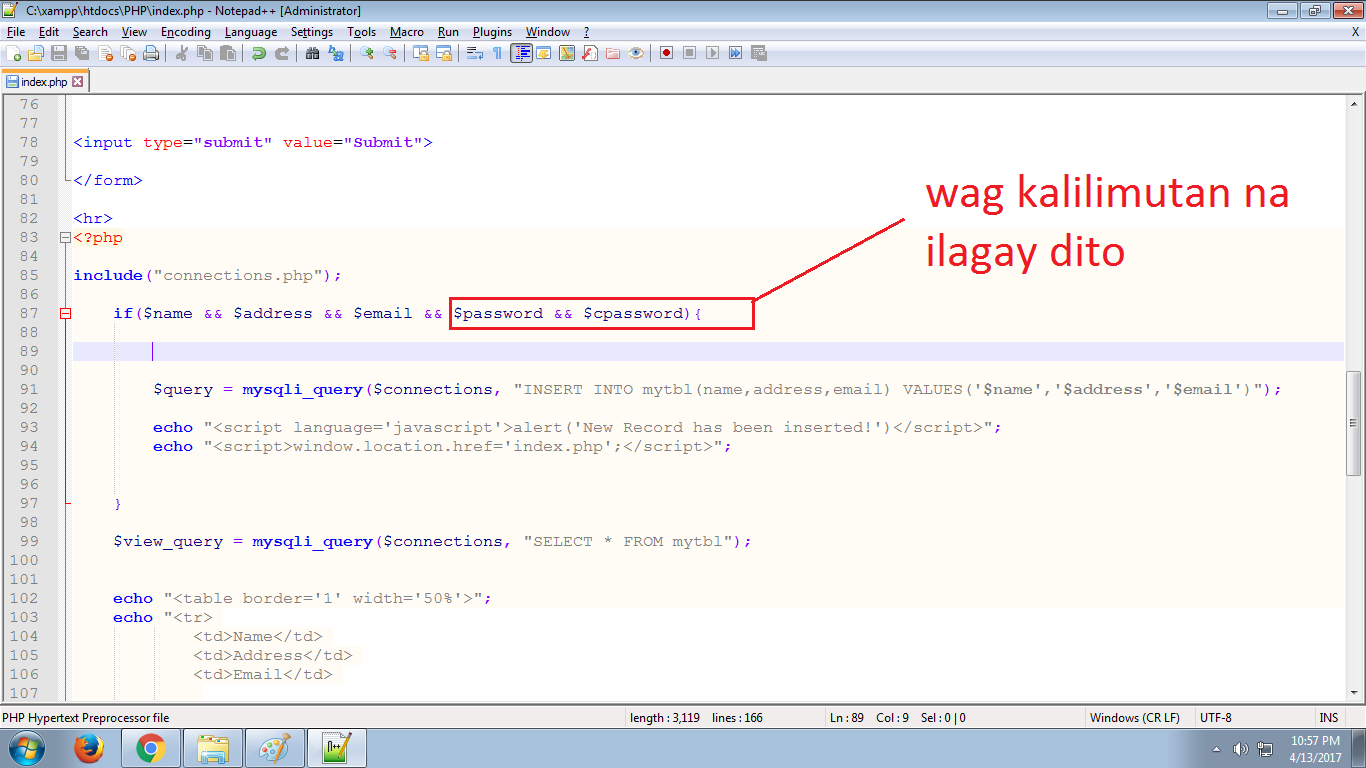 C:\xampp\htdocs\PHP\index.php - Notepad++ [Administrator]
File Edit Search View Encoding Language Settings Tools Macro Run Plugins Window ? X
index.php
76
77
78 <input type="submit" value="Submit">
79
80 </form>
81
82 <hr>
83 <?php
84
85 include("connections.php");
86
87 if($name && $address && $email && $password && $cpassword){
88
89
90
91 $query = mysqli_query($connections, "INSERT INTO mytbl(name,address,email) VALUES('$name','$address','$email')");
92
93 echo "<script language='javascript'>alert('New Record has been inserted!')</script>";
94 echo "<script>window.location.href='index.php';</script>";
95
96
97 }
98
99 $view_query = mysqli_query($connections, "SELECT * FROM mytbl");
100
101
102 echo "<table border='1' width='50%'>";
103 echo "<tr>
104 <td>Name</td>
105 <td>Address</td>
106 <td>Email</td>
107
wag kalilimutan na
ilagay dito
PHP Hypertext Preprocessor file length : 3,119 lines : 166 Ln : 89 Col : 9 Sel : 0 | 0 Windows (CR LF) UTF-8 INS
10:57 PM
4/13/2017